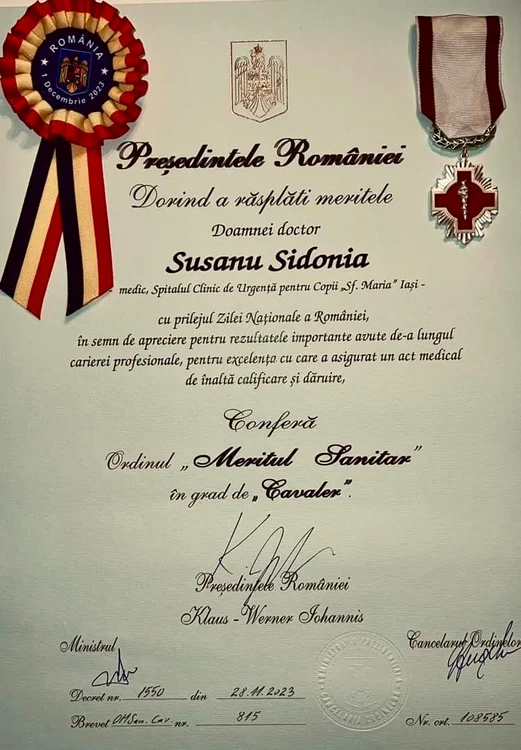 ROMÂNIA
1 Decembrie 2023
Președintele României
Dorind a răsplăti meritele
Doamnei doctor
Susanu Sidonia
- medic, Spitalul Clinic de Urgență pentru Copii „Sf. Maria” Iași -
cu prilejul Zilei Naționale a României,
în semn de apreciere pentru rezultatele importante avute de-a lungul
carierei profesionale, pentru excelența cu care a asigurat un act medical
de înaltă calificare și dăruire,
Conferă
Ordinul „Meritul Sanitar”
în grad de „Cavaler”.
Președintele României
Klaus - Werner Iohannis
Ministrul
Cancelarul Ordinelor
Decret nr. 1550 din 28.11.2023
Brevet OMSan. Cav. nr. 815
Nr. crt. 108585